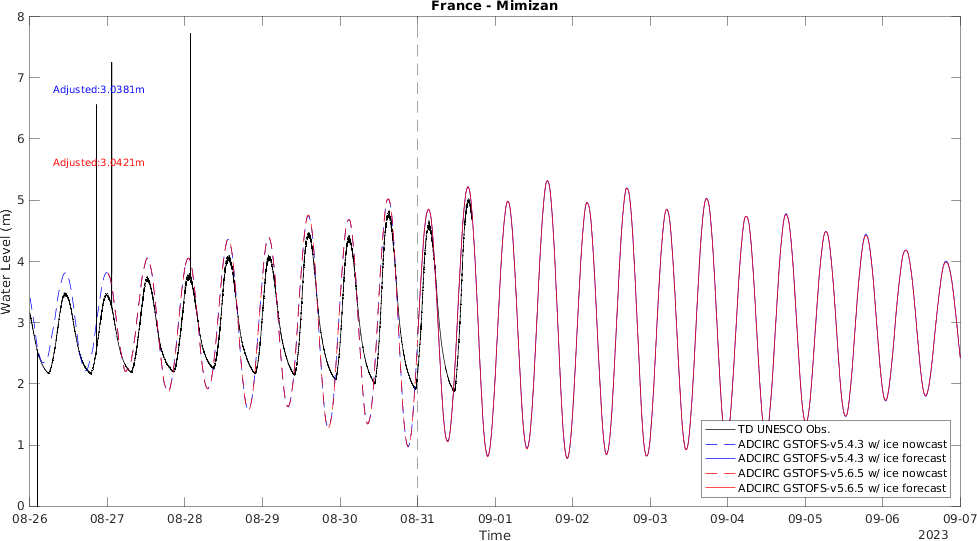 France - Mimizan
8
7
6
5
4
3
2
1
0
Water Level (m)
Adjusted:3.0381m
Adjusted:3.0421m
TD UNESCO Obs.
ADCIRC GSTOFS-v5.4.3 w/ ice nowcast
ADCIRC GSTOFS-v5.4.3 w/ ice forecast
ADCIRC GSTOFS-v5.6.5 w/ ice nowcast
ADCIRC GSTOFS-v5.6.5 w/ ice forecast
08-26 08-27 08-28 08-29 08-30 08-31 09-01 09-02 09-03 09-04 09-05 09-06 09-07
Time
2023